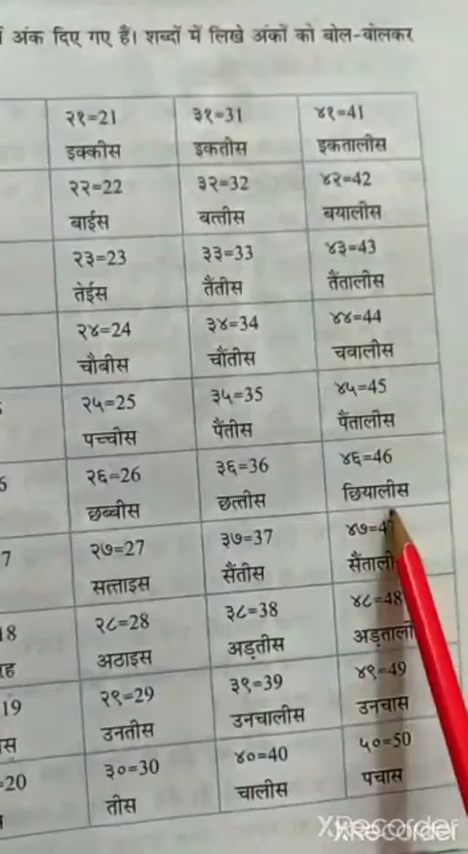 अंक दिए गए हैं। शब्दों में लिखे अंकों को बोल-बोलकर
२१=21 ३१=31 ४१=41
इक्कीस इकतीस इकतालीस
२२=22 ३२=32 ४२=42
बाईस बत्तीस बयालीस
२३=23 ३३=33 ४३=43
तेईस तैंतीस तैंतालीस
२४=24 ३४=34 ४४=44
चौबीस चौंतीस चवालीस
२५=25 ३५=35 ४५=45
पच्चीस पैंतीस पैंतालीस
6 २६=26 ३६=36 ४६=46
छब्बीस छत्तीस छियालीस
7 २७=27 ३७=37 ४७=47
सत्ताइस सैंतीस सैंताली
18 २८=28 ३८=38 ४८=48
रह अठाइस अड़तीस अड़ताली
19 २९=29 ३९=39 ४९=49
स उनतीस उनचालीस उनचास
=20 ३०=30 ४०=40 ५०=50
तीस चालीस पचास
XRecorder